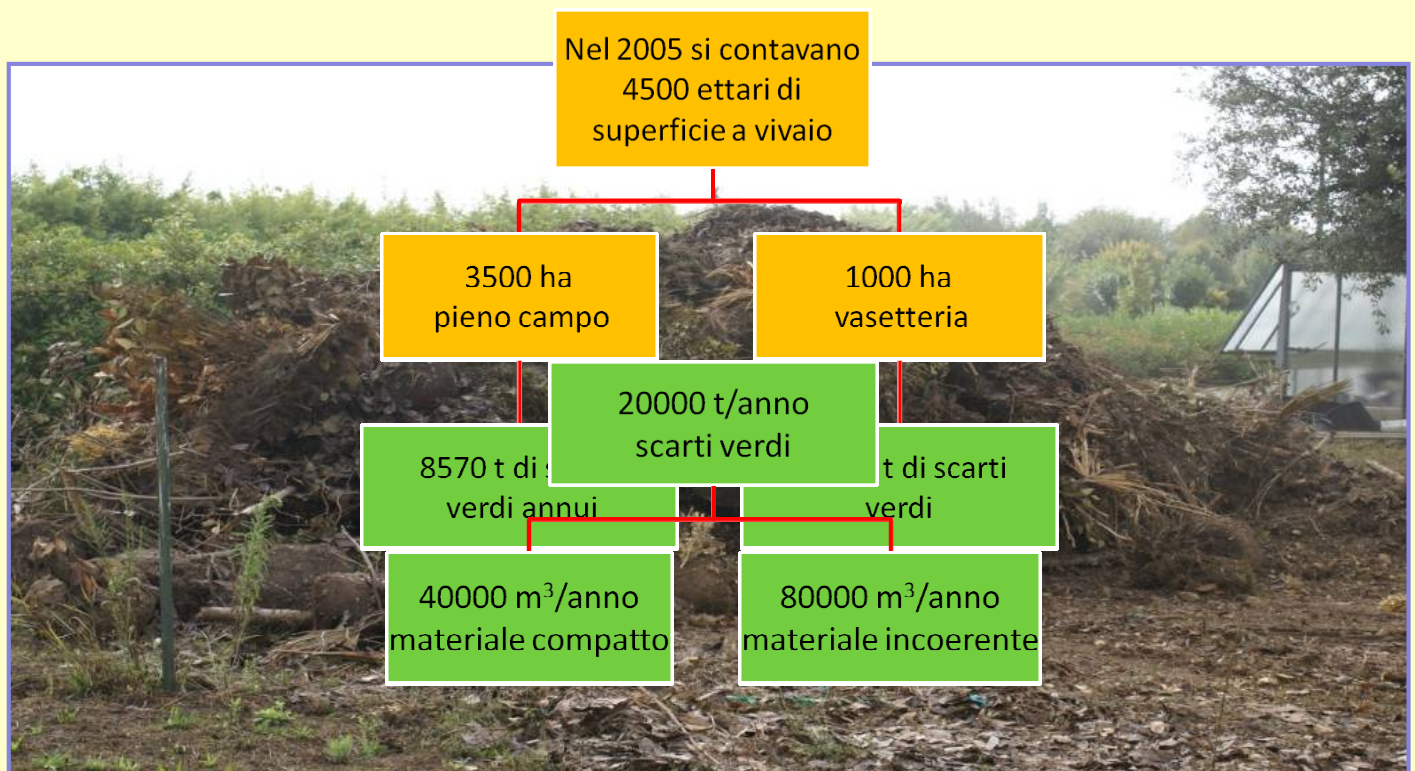 Nel 2005 si contavano
4500 ettari di
superficie a vivaio
3500 ha
pieno campo
1000 ha
vasetteria
20000 t/anno
scarti verdi
8570 t di
verdi annui
t di scarti
verdi
40000 m³/anno
materiale compatto
80000 m³/anno
materiale incoerente